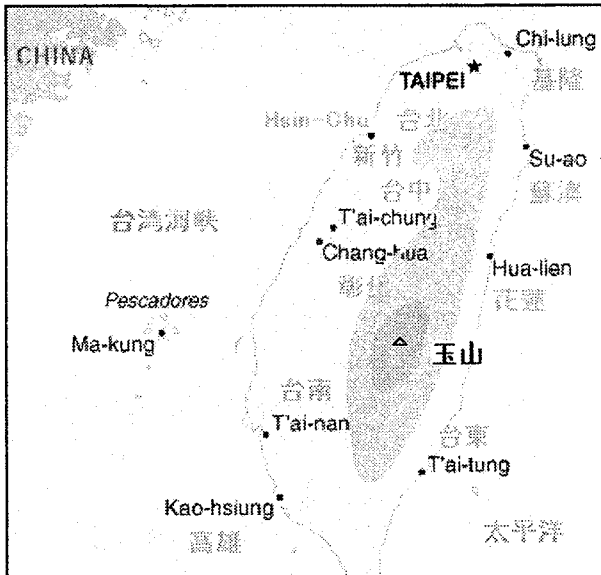 Chi-lung
CHINA
TAIPEI
基隆
Hsin-Chu
台北
新竹
Su-ao
台中
蘇澳
T'ai-chung
台湾河峡
Chang-hua
Hua-lien
彰化
花蓮
Pescadores
Ma-kung
玉山
台南
T'ai-nan
台東
T'ai-tung
Kao-hsiung
太平洋
高雄